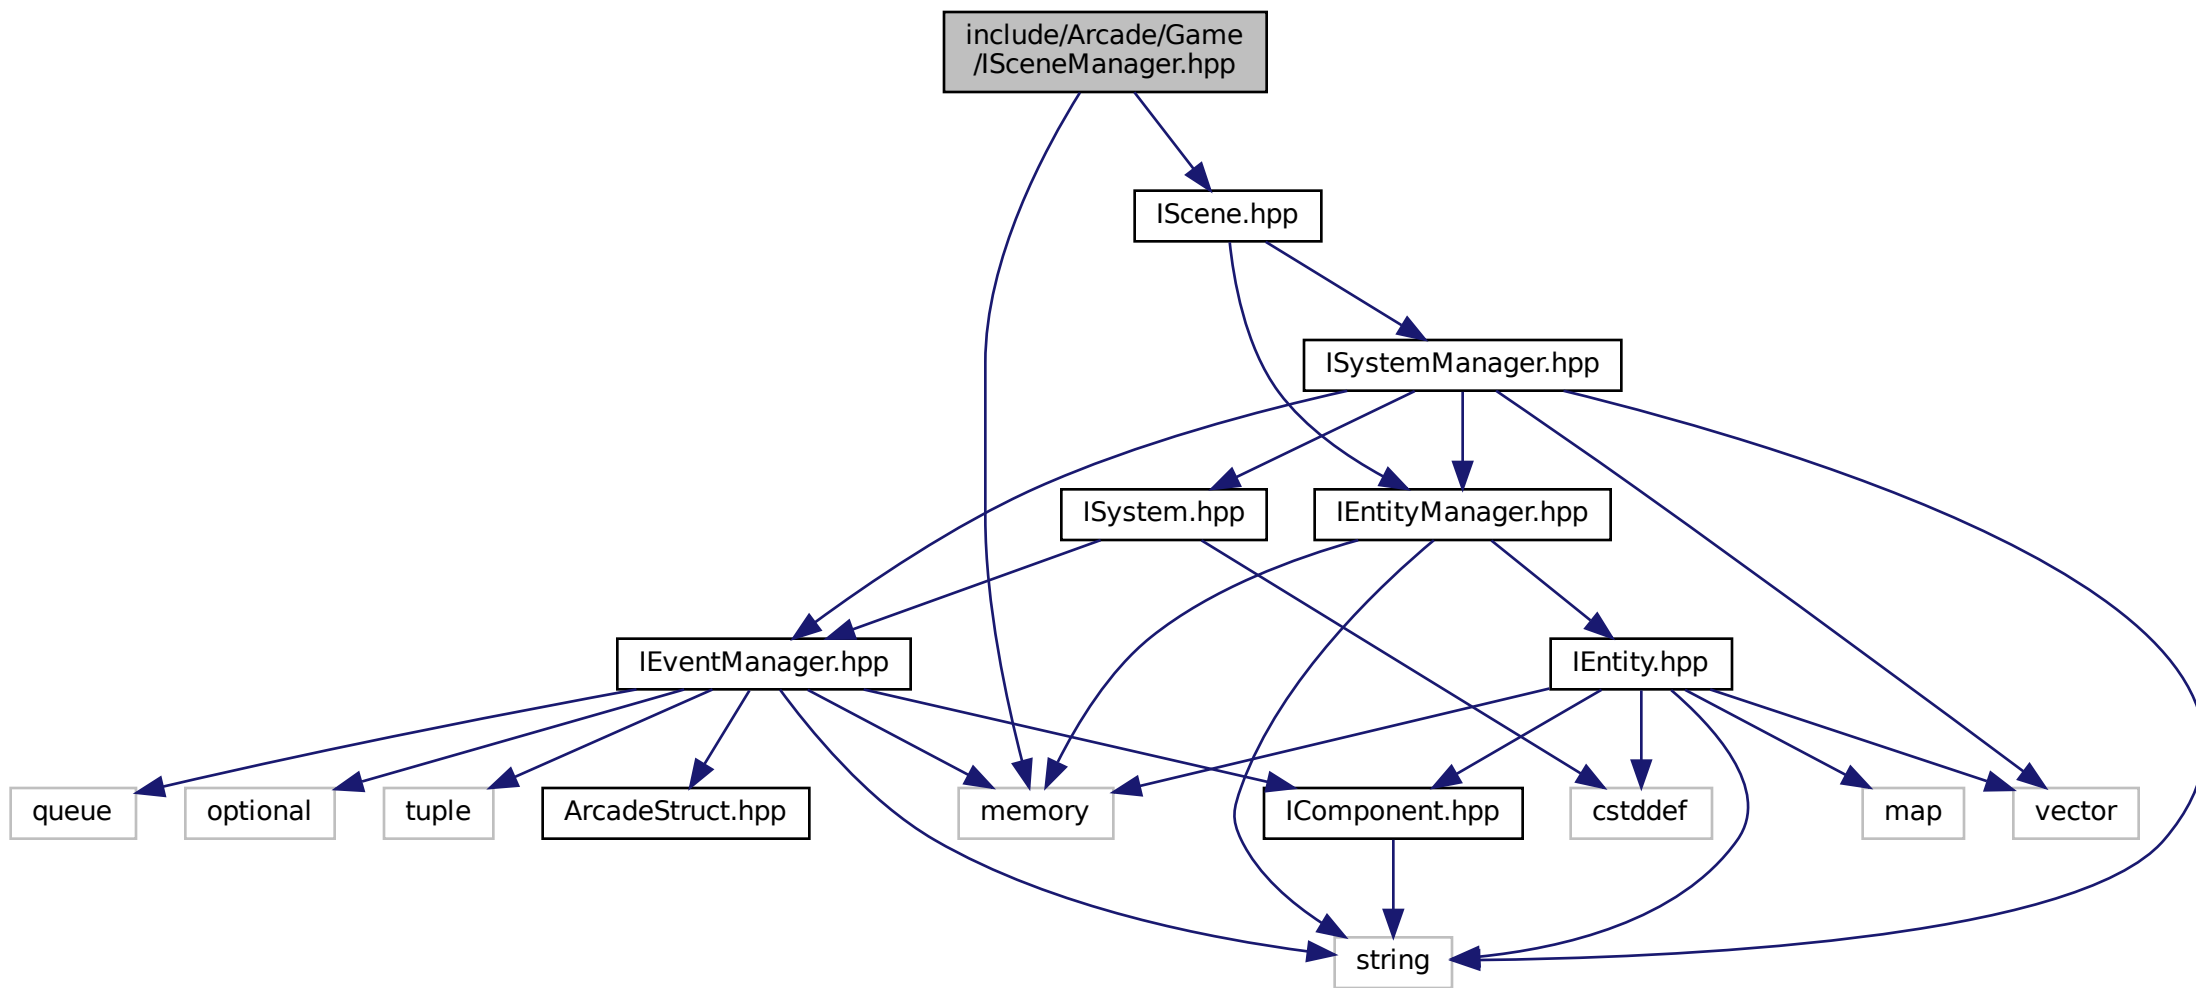 include/Arcade/Game
/ISceneManager.hpp
IScene.hpp
ISystemManager.hpp
ISystem.hpp
IEntityManager.hpp
IEventManager.hpp
IEntity.hpp
queue
optional
tuple
ArcadeStruct.hpp
memory
IComponent.hpp
cstddef
map
vector
string